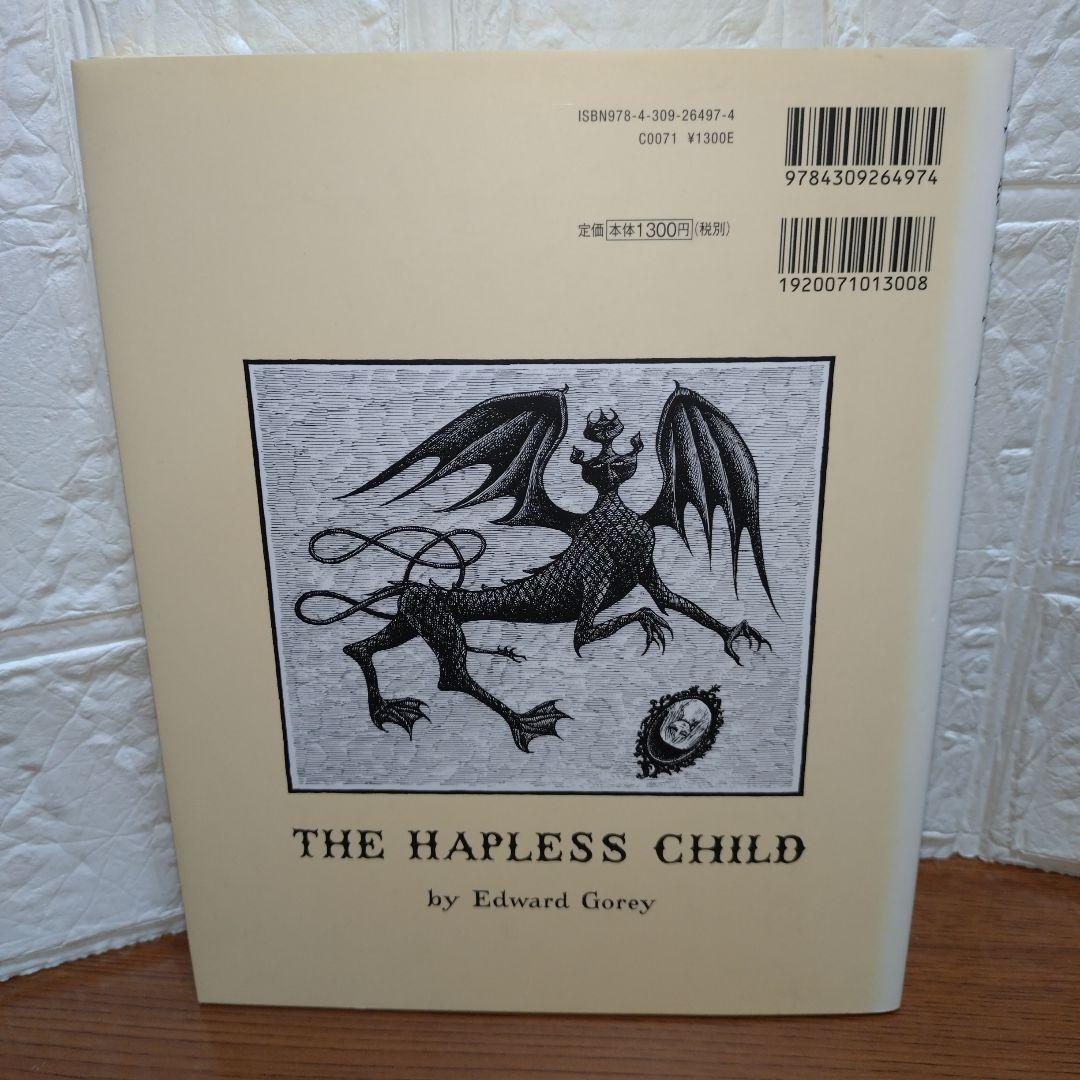 ISBN978-4-309-26497-4
C0071 ¥1300E
9784309264974
定価 本体1300円 (税別)
1920071013008
THE HAPLESS CHILD
by Edward Gorey